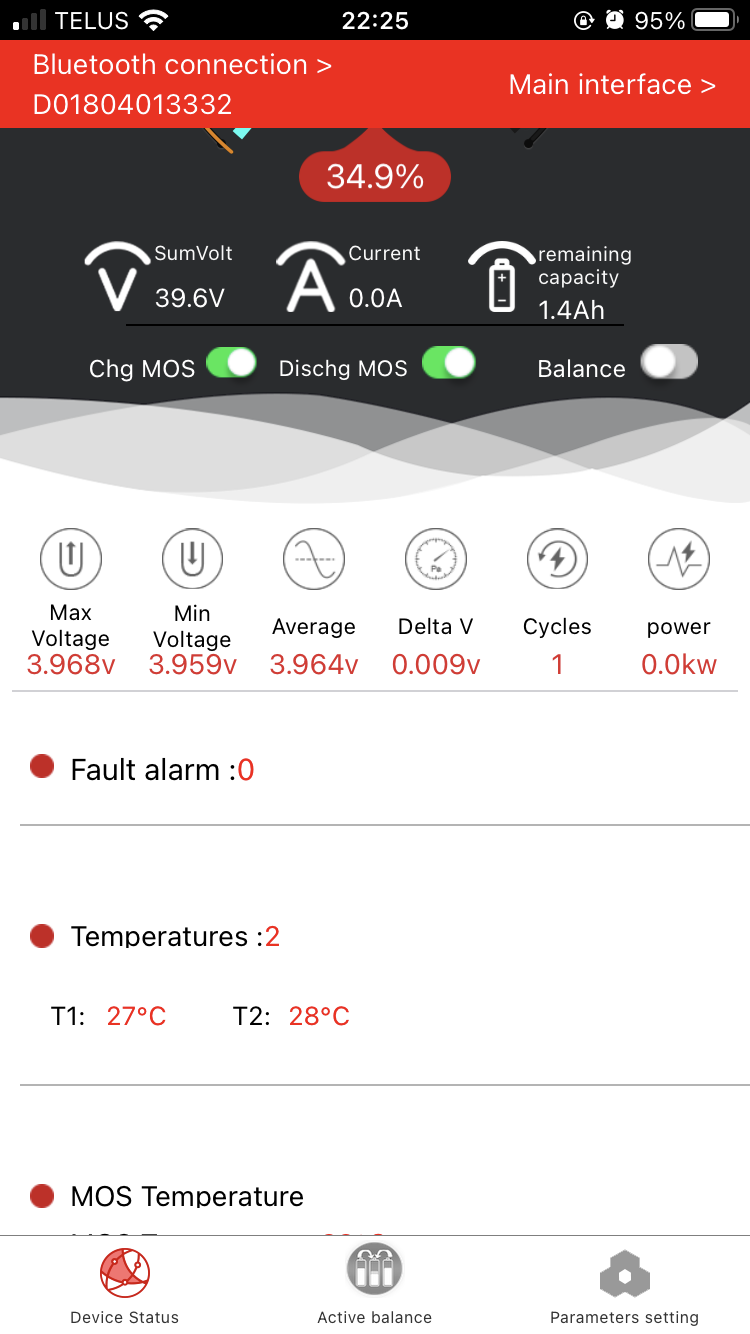 TELUS 22:25 95%
Bluetooth connection >
D01804013332
Main interface >
34.9%
SumVolt
39.6V
Current
0.0A
remaining
capacity
1.4Ah
Chg MOS
Dischg MOS
Balance
Max
Voltage
3.968v
Min
Voltage
3.959v
Average
3.964v
Delta V
0.009v
Cycles
1
power
0.0kw
Fault alarm :0
Temperatures :2
T1: 27°C T2: 28°C
MOS Temperature
Device Status
Active balance
Parameters setting